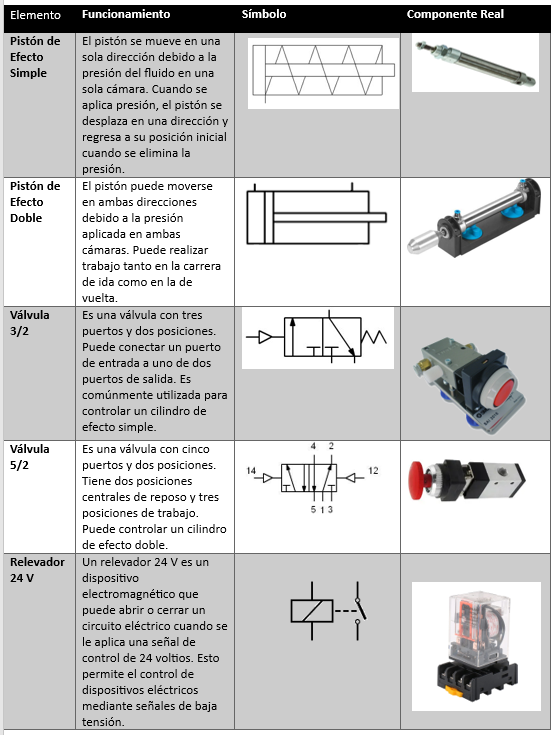 Elemento Funcionamiento Símbolo Componente Real
Pistón de
Efecto
Simple
El pistón se mueve en una
sola dirección debido a la
presión del fluido en una
sola cámara. Cuando se
aplica presión, el pistón se
desplaza en una dirección y
regresa a su posición inicial
cuando se elimina la
presión.
Pistón de
Efecto
Doble
El pistón puede moverse
en ambas direcciones
debido a la presión
aplicada en ambas
cámaras. Puede realizar
trabajo tanto en la carrera
de ida como en la de
vuelta.
Válvula
3/2
Es una válvula con tres
puertos y dos posiciones.
Puede conectar un puerto
de entrada a uno de dos
puertos de salida. Es
comúnmente utilizada para
controlar un cilindro de
efecto simple.
Válvula
5/2
Es una válvula con cinco
puertos y dos posiciones.
Tiene dos posiciones
centrales de reposo y tres
posiciones de trabajo.
Puede controlar un cilindro
de efecto doble.
4 2
14 12
5 1 3
Relevador
24 V
Un relevador 24 V es un
dispositivo
electromagnético que
puede abrir o cerrar un
circuito eléctrico cuando se
le aplica una señal de
control de 24 voltios. Esto
permite el control de
dispositivos eléctricos
mediante señales de baja
tensión.